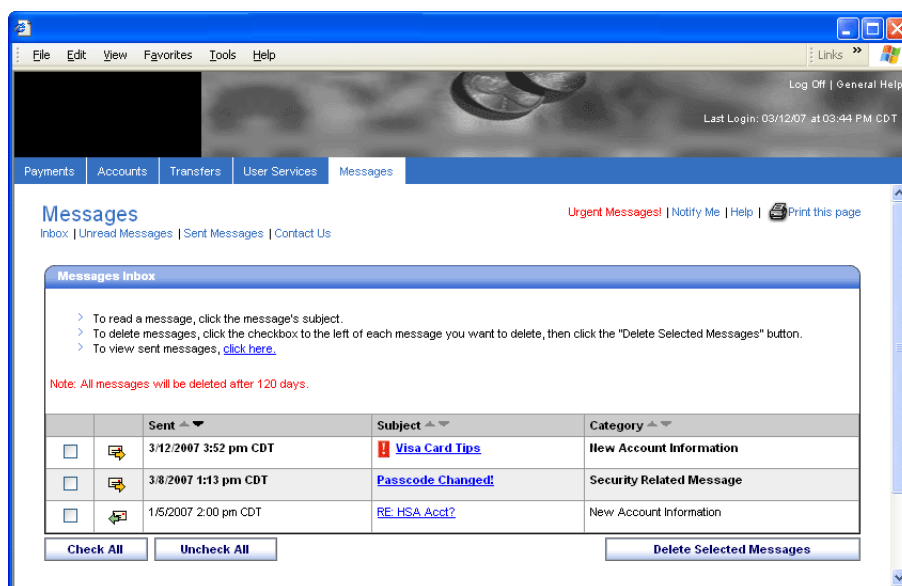 File Edit View Favorites Tools Help Links »
Log Off | General Help
Last Login: 03/12/07 at 03:44 PM CDT
Payments Accounts Transfers User Services Messages
Messages
Urgent Messages! | Notify Me | Help | Print this page
Inbox | Unread Messages | Sent Messages | Contact Us
Messages Inbox
To read a message, click the message's subject.
To delete messages, click the checkbox to the left of each message you want to delete, then click the "Delete Selected Messages" button.
To view sent messages, click here.
Note: All messages will be deleted after 120 days.
Sent Subject Category
3/12/2007 3:52 pm CDT ! Visa Card Tips New Account Information
3/8/2007 1:13 pm CDT Passcode Changed! Security Related Message
1/5/2007 2:00 pm CDT RE: HSA Acct? New Account Information
Check All Uncheck All Delete Selected Messages